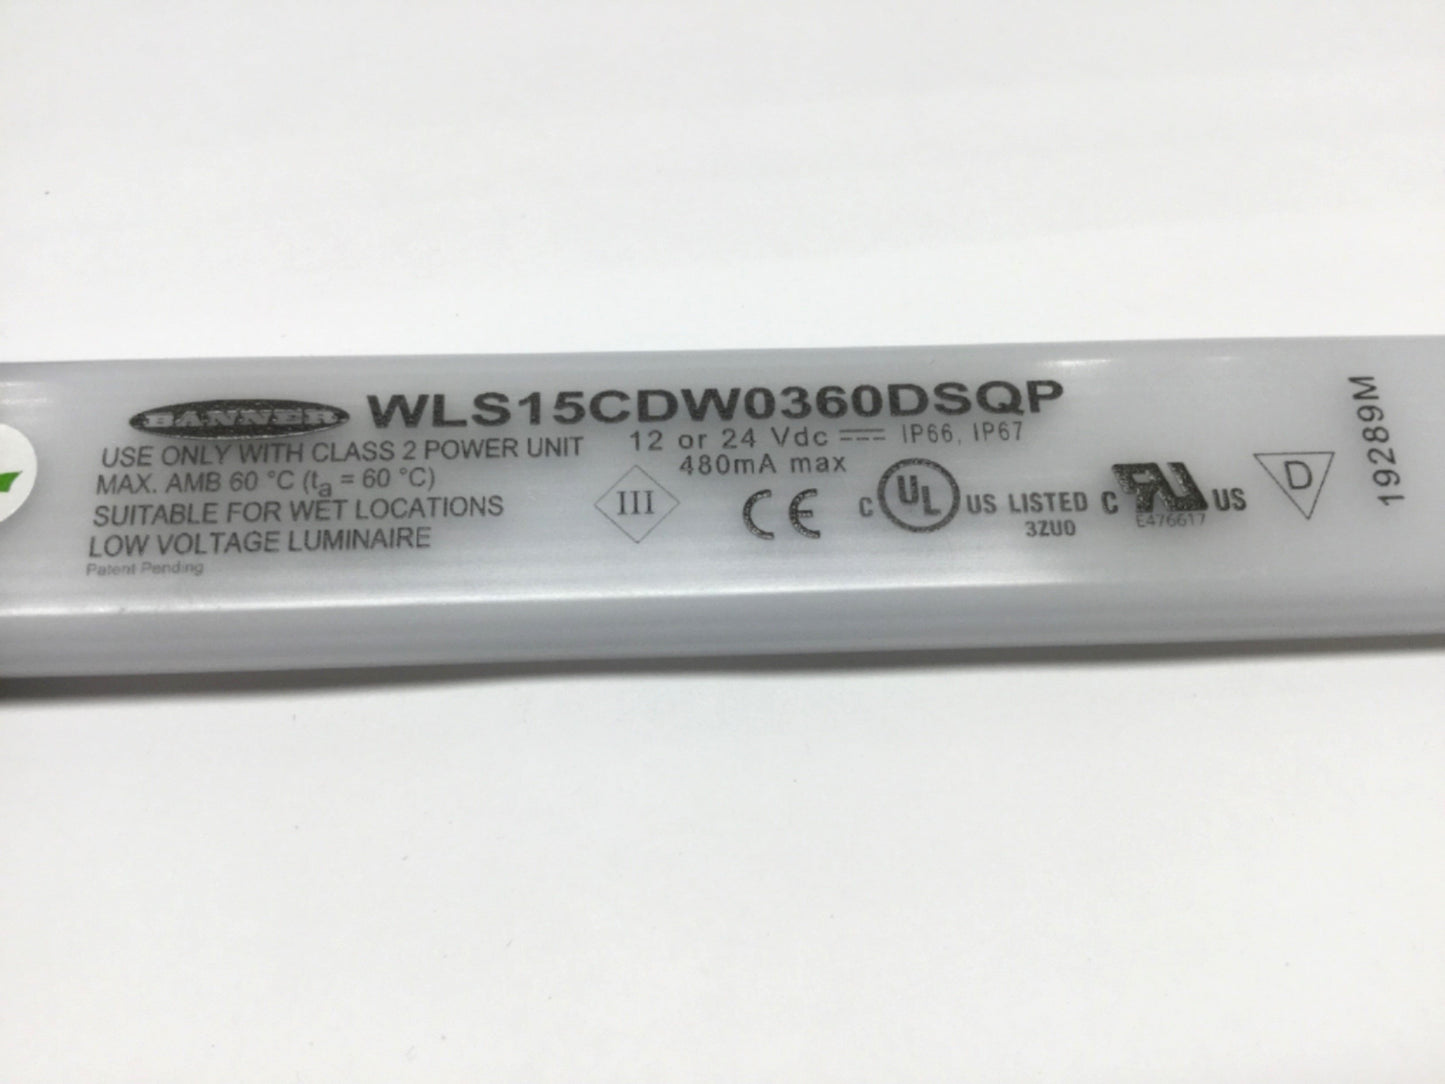 BANNER WLS15CDW0360DSQP
USE ONLY WITH CLASS 2 POWER UNIT
MAX. AMB 60 °C (ta = 60 °C)
SUITABLE FOR WET LOCATIONS
LOW VOLTAGE LUMINAIRE
Patent Pending
12 or 24 Vdc ⎓ IP66, IP67
480mA max
III
CE
C UL US LISTED
3ZU0
C RU US
E476617
D
19289M